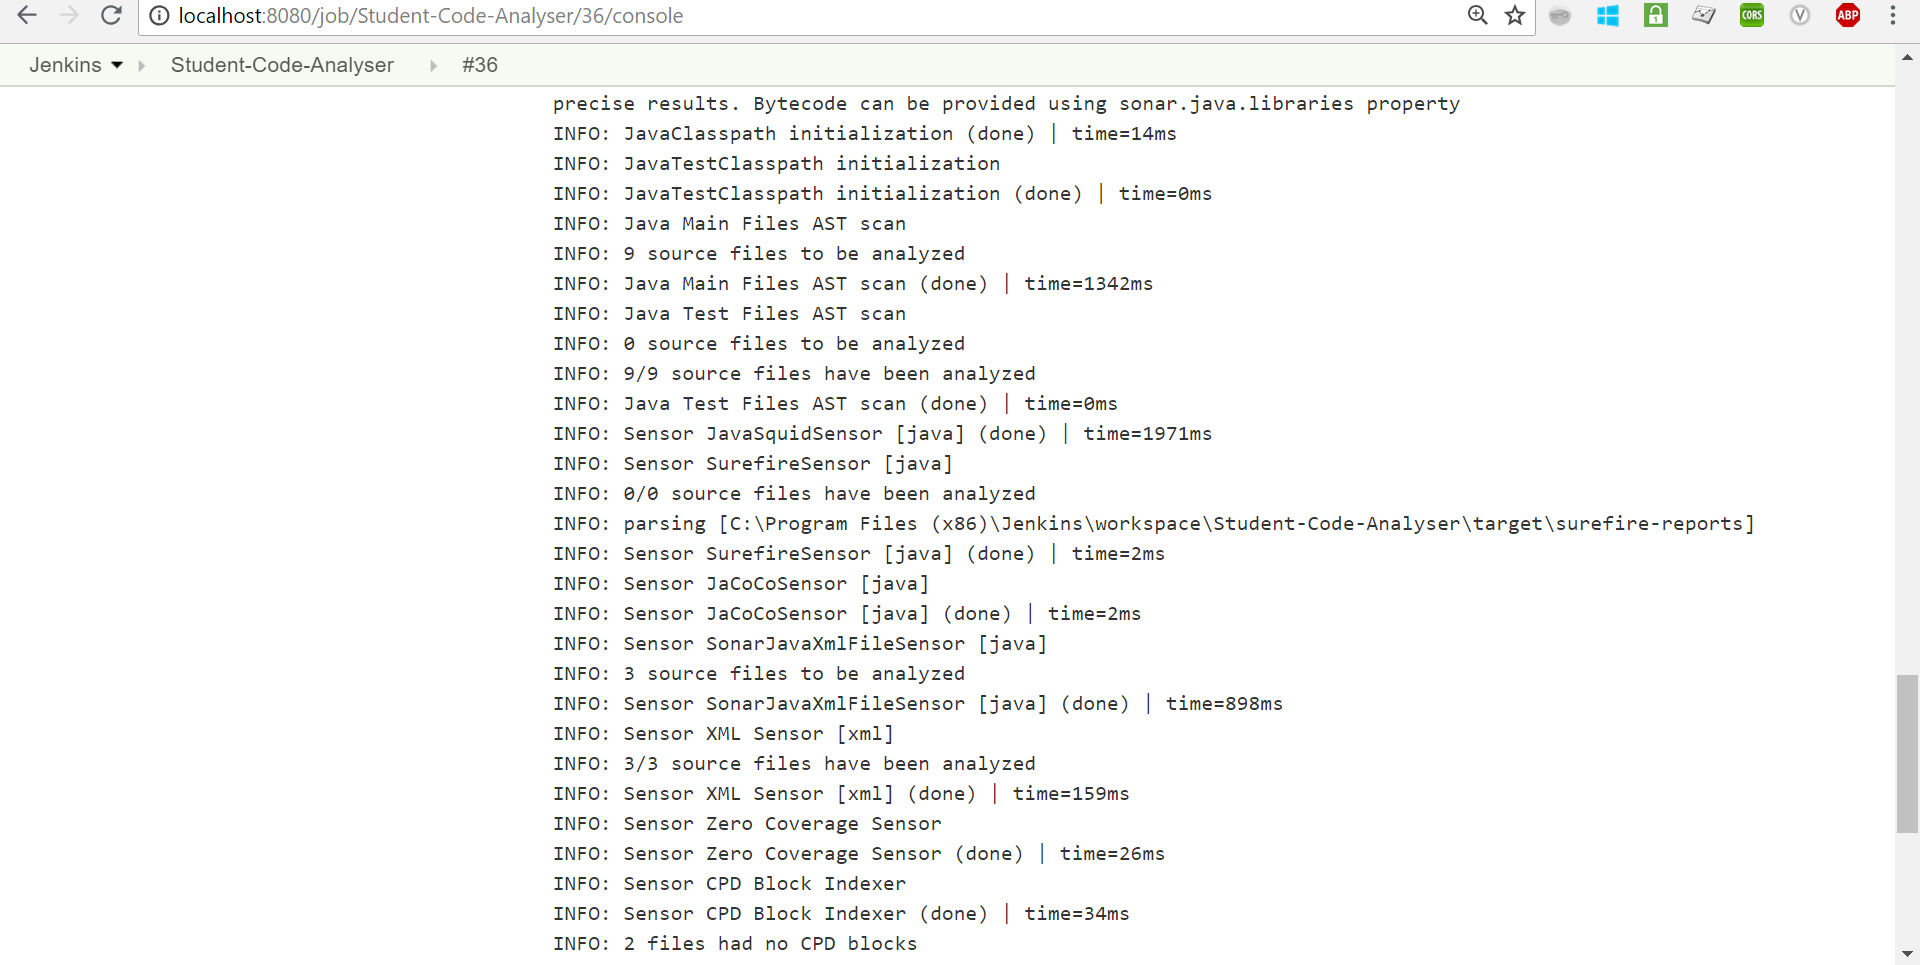 localhost:8080/job/Student-Code-Analyser/36/console
CORS
V
ABP
Jenkins
Student-Code-Analyser
#36
precise results. Bytecode can be provided using sonar.java.libraries property
INFO: JavaClasspath initialization (done) | time=14ms
INFO: JavaTestClasspath initialization
INFO: JavaTestClasspath initialization (done) | time=0ms
INFO: Java Main Files AST scan
INFO: 9 source files to be analyzed
INFO: Java Main Files AST scan (done) | time=1342ms
INFO: Java Test Files AST scan
INFO: 0 source files to be analyzed
INFO: 9/9 source files have been analyzed
INFO: Java Test Files AST scan (done) | time=0ms
INFO: Sensor JavaSquidSensor [java] (done) | time=1971ms
INFO: Sensor SurefireSensor [java]
INFO: 0/0 source files have been analyzed
INFO: parsing [C:\Program Files (x86)\Jenkins\workspace\Student-Code-Analyser\target\surefire-reports]
INFO: Sensor SurefireSensor [java] (done) | time=2ms
INFO: Sensor JaCoCoSensor [java]
INFO: Sensor JaCoCoSensor [java] (done) | time=2ms
INFO: Sensor SonarJavaXmlFileSensor [java]
INFO: 3 source files to be analyzed
INFO: Sensor SonarJavaXmlFileSensor [java] (done) | time=898ms
INFO: Sensor XML Sensor [xml]
INFO: 3/3 source files have been analyzed
INFO: Sensor XML Sensor [xml] (done) | time=159ms
INFO: Sensor Zero Coverage Sensor
INFO: Sensor Zero Coverage Sensor (done) | time=26ms
INFO: Sensor CPD Block Indexer
INFO: Sensor CPD Block Indexer (done) | time=34ms
INFO: 2 files had no CPD blocks